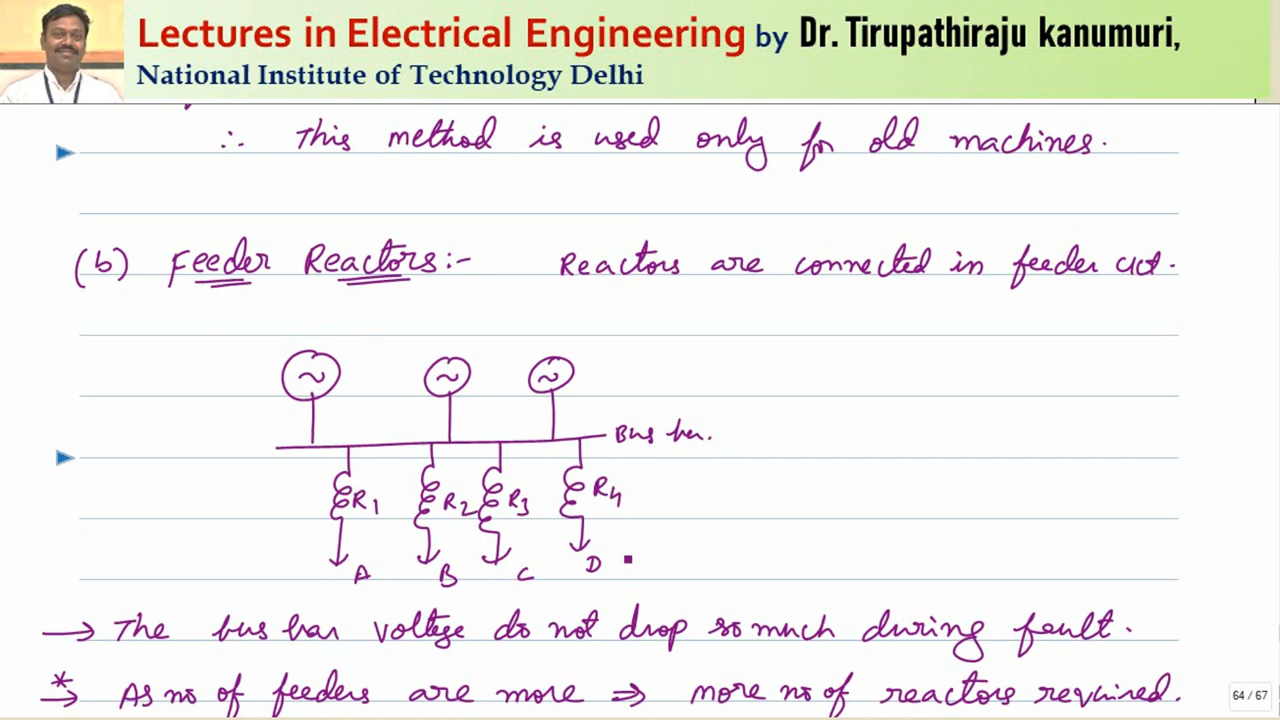 Lectures in Electrical Engineering by Dr. Tirupathiraju kanumuri,
National Institute of Technology Delhi
∴ This method is used only for old machines.
(b) Feeder Reactors:- Reactors are connected in feeder ckt.
Bus bar.
R1 R2 R3 R4
A B C D
→ The bus bar voltage do not drop so much during fault.
*→ As no of feeders are more ⇒ more no of reactors required.
64 / 67